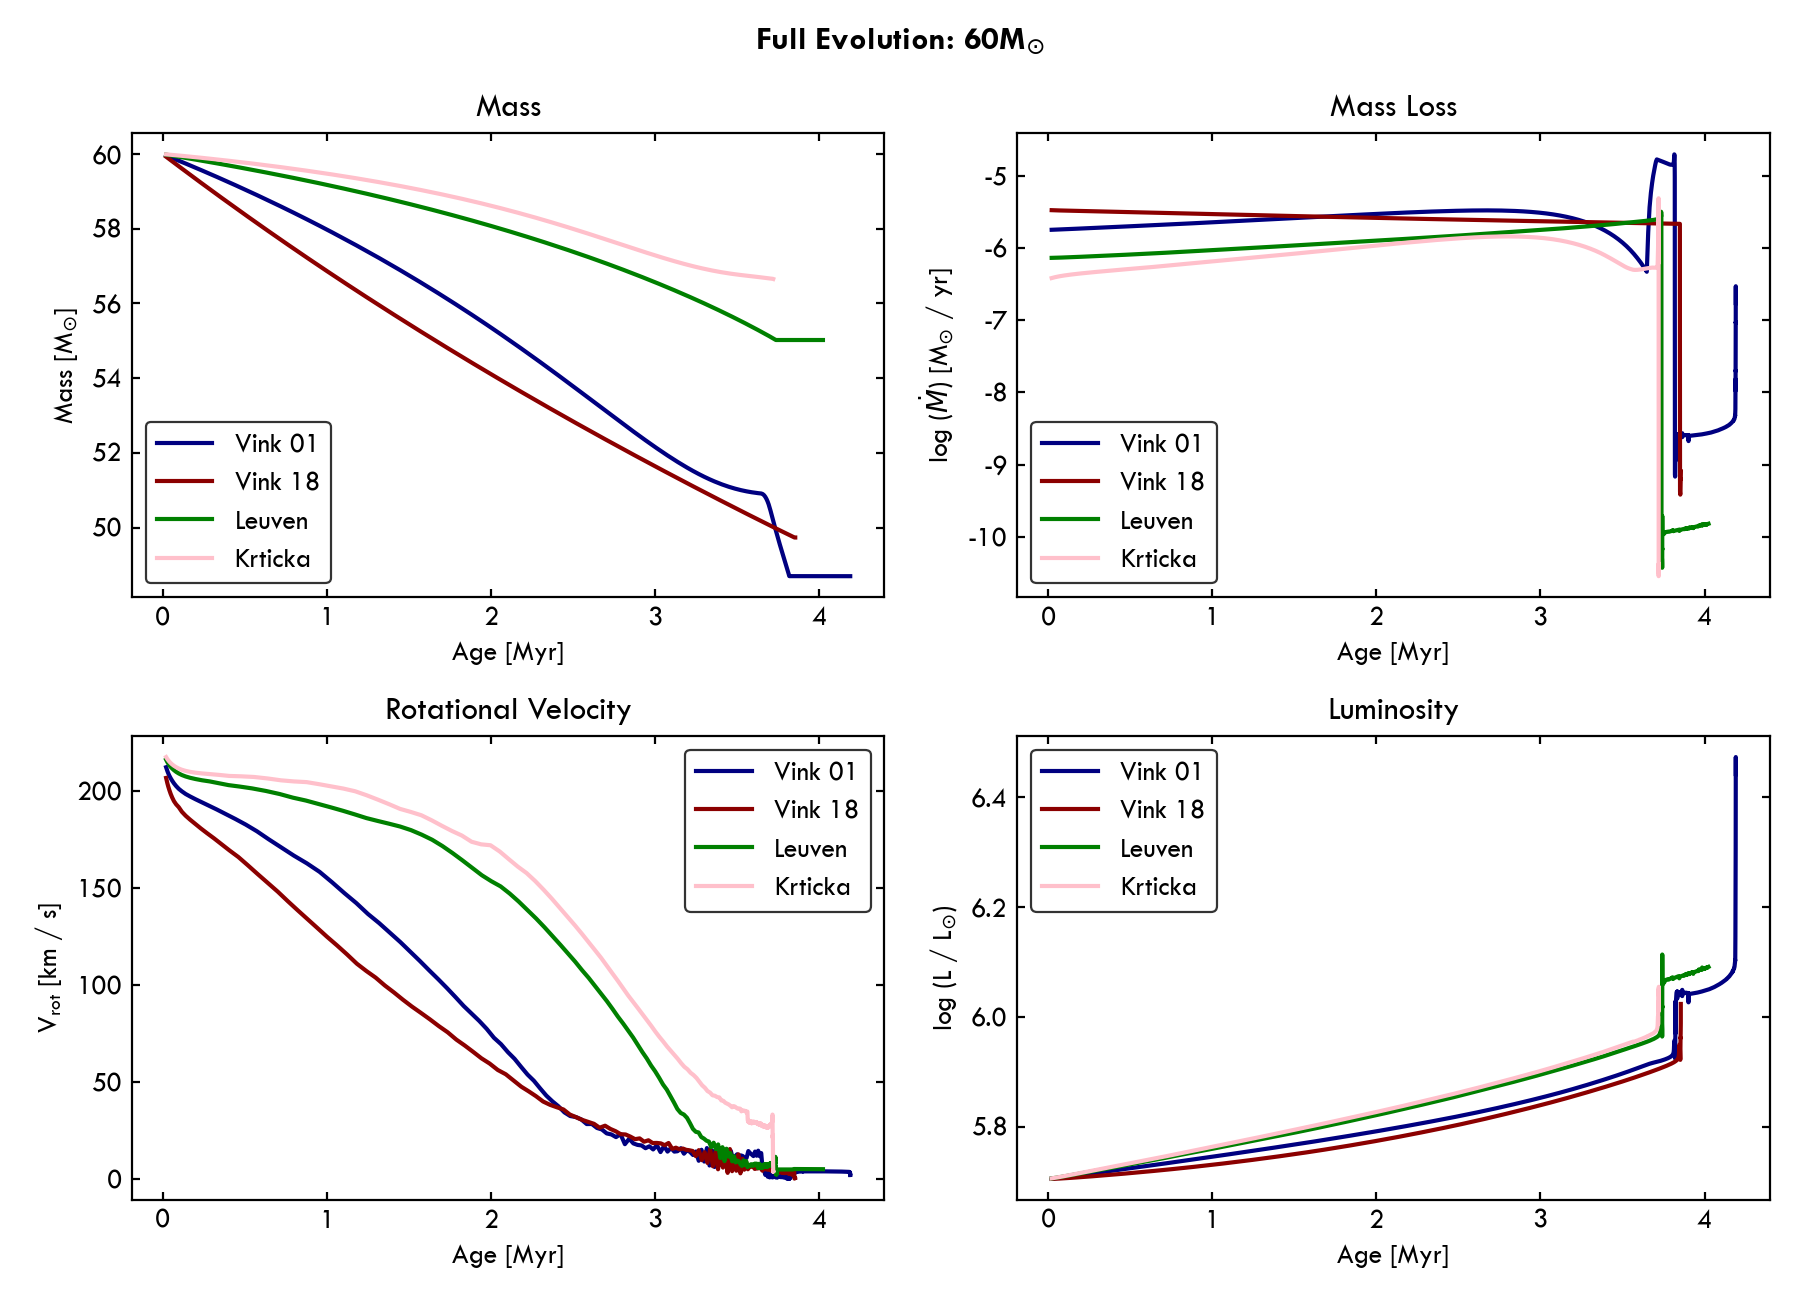 Full Evolution: 60M⊙
Mass
60
58
56
54
52
50
Mass [M⊙]
Vink 01
Vink 18
Leuven
Krticka
0 1 2 3 4
Age [Myr]
Mass Loss
-5
-6
-7
-8
-9
-10
log (Ṁ) [M⊙ / yr]
Vink 01
Vink 18
Leuven
Krticka
0 1 2 3 4
Age [Myr]
Rotational Velocity
200
150
100
50
0
Vrot [km / s]
Vink 01
Vink 18
Leuven
Krticka
0 1 2 3 4
Age [Myr]
Luminosity
6.4
6.2
6.0
5.8
log (L / L⊙)
Vink 01
Vink 18
Leuven
Krticka
0 1 2 3 4
Age [Myr]